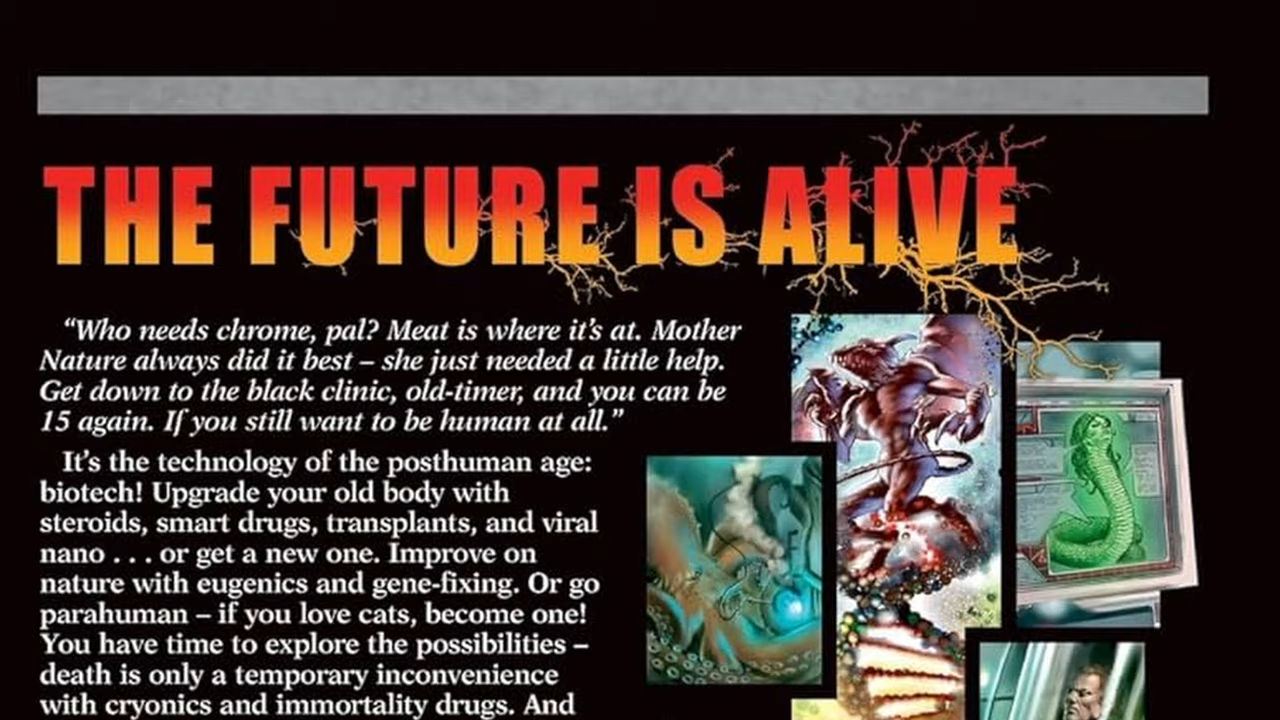 THE FUTURE IS ALIVE
“Who needs chrome, pal? Meat is where it’s at. Mother
Nature always did it best – she just needed a little help.
Get down to the black clinic, old-timer, and you can be
15 again. If you still want to be human at all.”
It’s the technology of the posthuman age:
biotech! Upgrade your old body with
steroids, smart drugs, transplants, and viral
nano . . . or get a new one. Improve on
nature with eugenics and gene-fixing. Or go
parahuman – if you love cats, become one!
You have time to explore the possibilities –
death is only a temporary inconvenience
with cryonics and immortality drugs. And